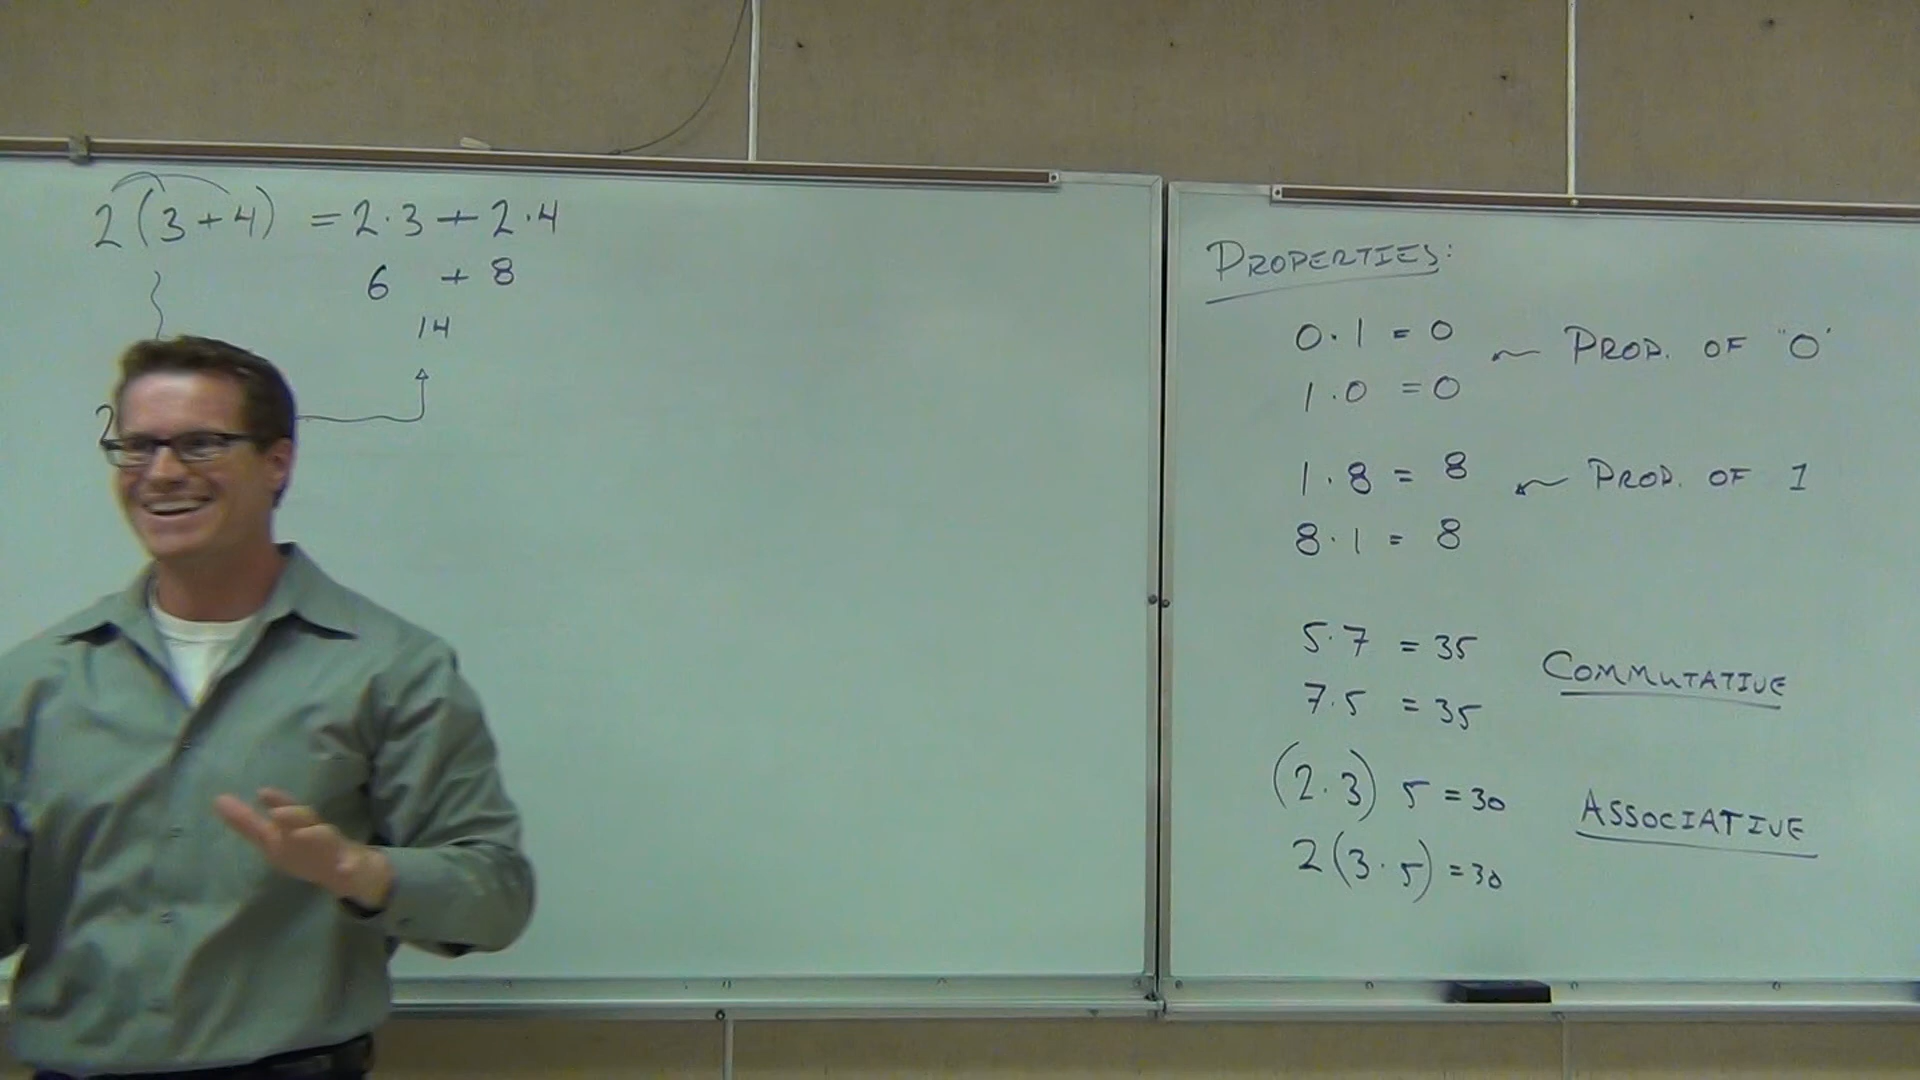 2(3+4) = 2·3 + 2·4
6 + 8
14
2
PROPERTIES:
0·1 = 0
PROD. OF "0"
1·0 = 0
1·8 = 8
PROD. OF 1
8·1 = 8
5·7 = 35
COMMUTATIVE
7·5 = 35
(2·3) 5 = 30
ASSOCIATIVE
2(3·5) = 30